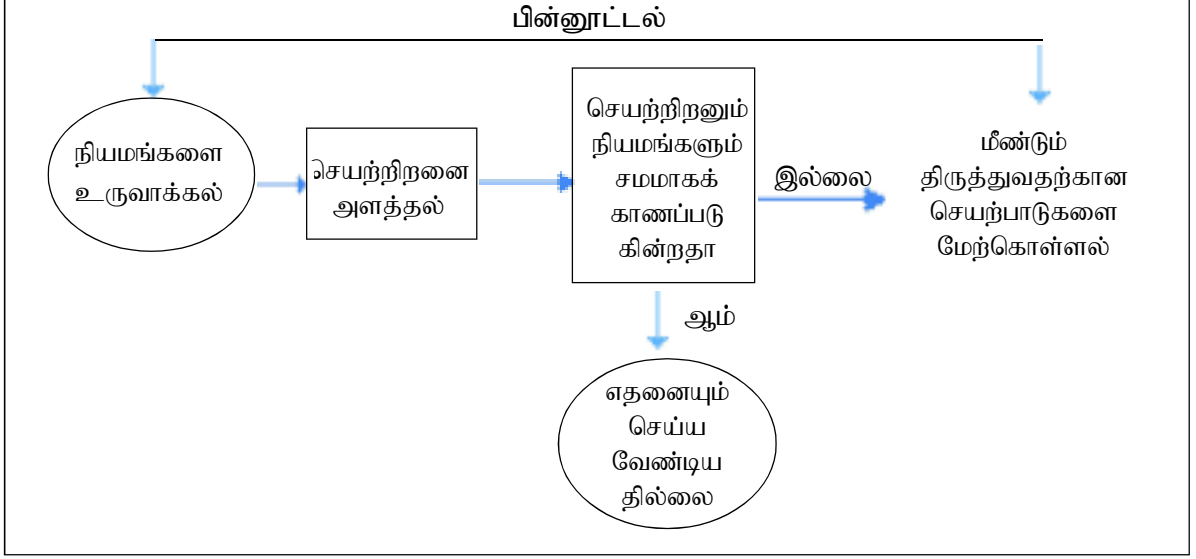 பின்னூட்டல்
நியமங்களை
உருவாக்கல்
செயற்றிறனை
அளத்தல்
செயற்றிறனும்
நியமங்களும்
சமமாகக்
காணப்படு
கின்றதா
இல்லை
மீண்டும்
திருத்துவதற்கான
செயற்பாடுகளை
மேற்கொள்ளல்
ஆம்
எதனையும்
செய்ய
வேண்டிய
தில்லை